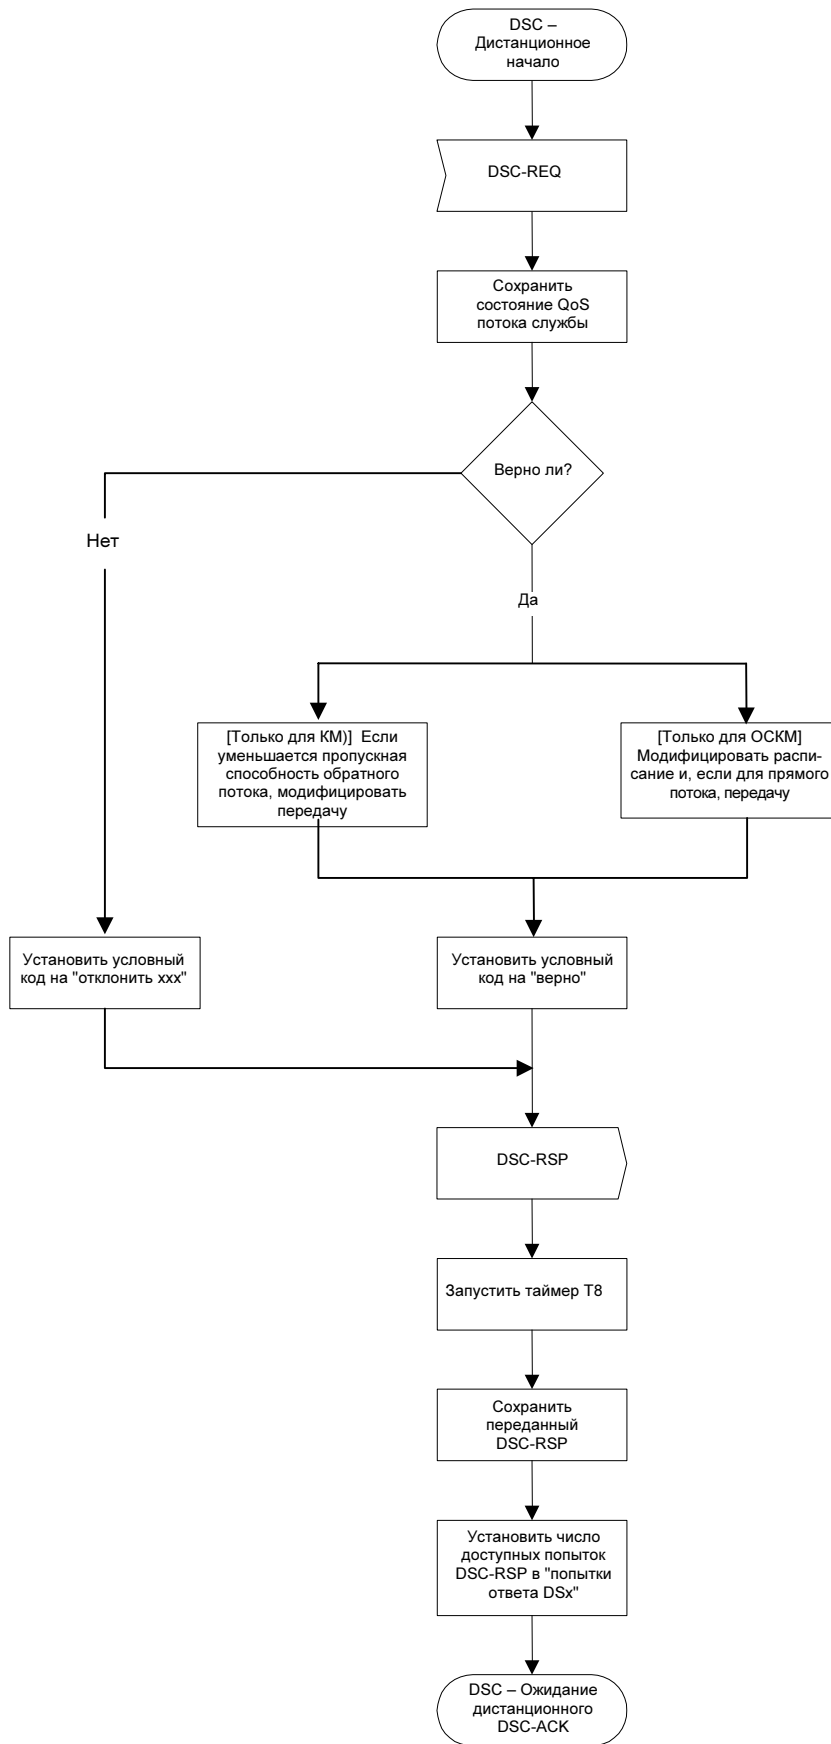 DSC –
Дистанционное
начало
DSC-REQ
Сохранить
состояние QoS
потока службы
Верно ли?
Нет
Да
[Только для КМ)] Если
уменьшается пропускная
способность обратного
потока, модифицировать
передачу
[Только для ОСКМ]
Модифицировать распи-
сание и, если для прямого
потока, передачу
Установить условный
код на "отклонить xxx"
Установить условный
код на "верно"
DSC-RSP
Запустить таймер T8
Сохранить
переданный
DSC-RSP
Установить число
доступных попыток
DSC-RSP в "попытки
ответа DSx"
DSC – Ожидание
дистанционного
DSC-ACK